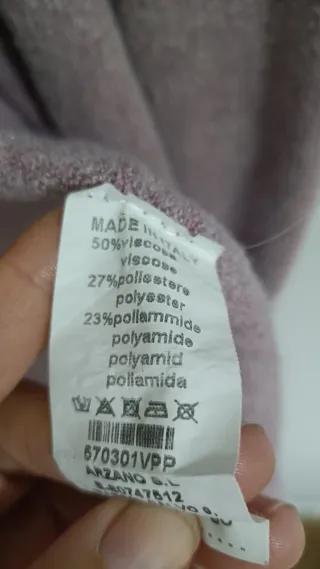 MADE IN ITALY
50%viscosa
viscose
27%poliestere
polyester
23%poliammide
polyamide
polyamid
poliamida
670301VPP
ARZANO S.L